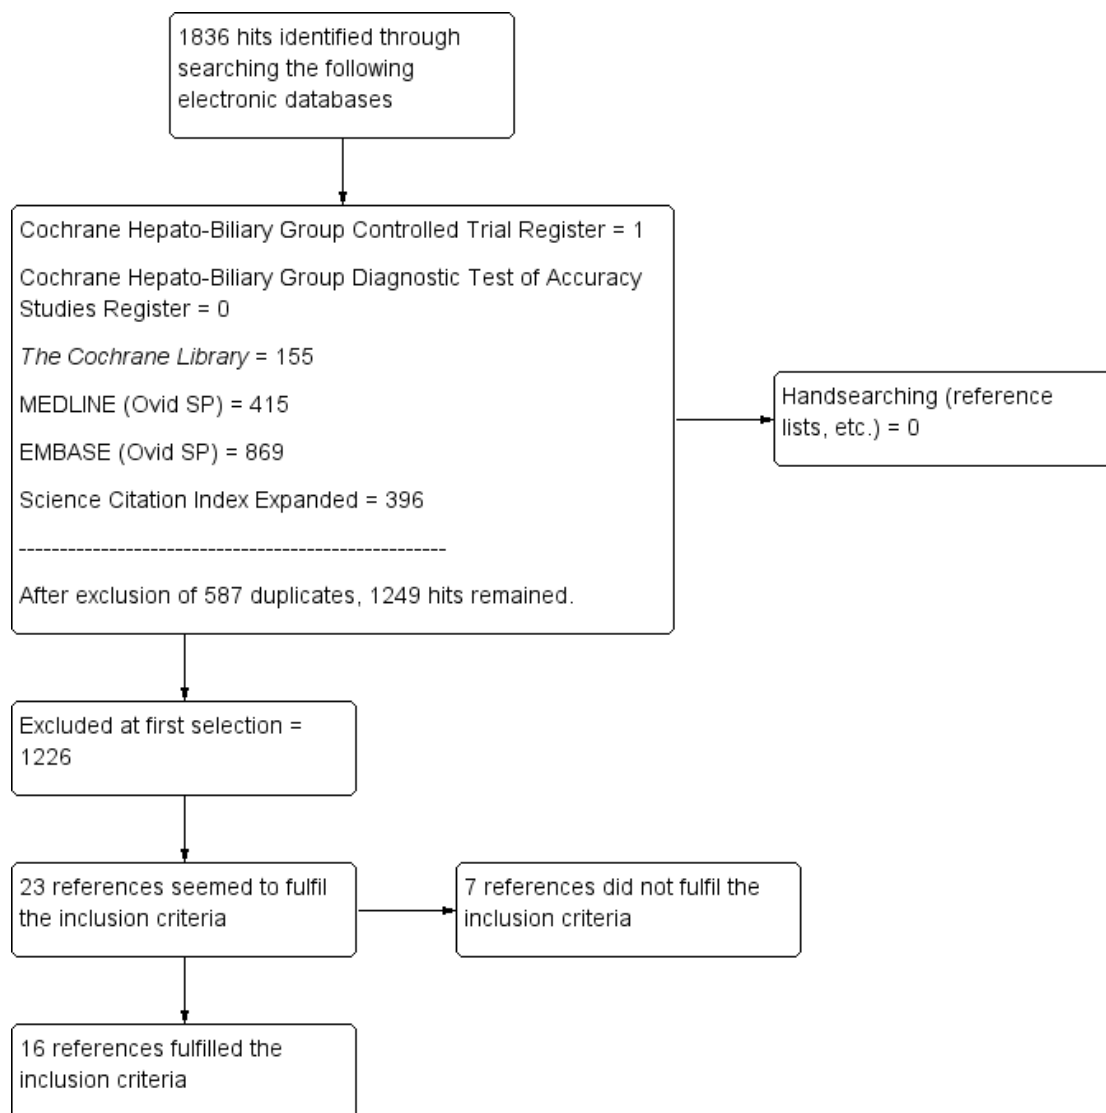 1836 hits identified through
searching the following
electronic databases
Cochrane Hepato-Biliary Group Controlled Trial Register = 1
Cochrane Hepato-Biliary Group Diagnostic Test of Accuracy
Studies Register = 0
The Cochrane Library = 155
MEDLINE (Ovid SP) = 415
EMBASE (Ovid SP) = 869
Science Citation Index Expanded = 396
----------------------------------------------------
After exclusion of 587 duplicates, 1249 hits remained.
Handsearching (reference
lists, etc.) = 0
Excluded at first selection =
1226
23 references seemed to fulfil
the inclusion criteria
7 references did not fulfil the
inclusion criteria
16 references fulfilled the
inclusion criteria